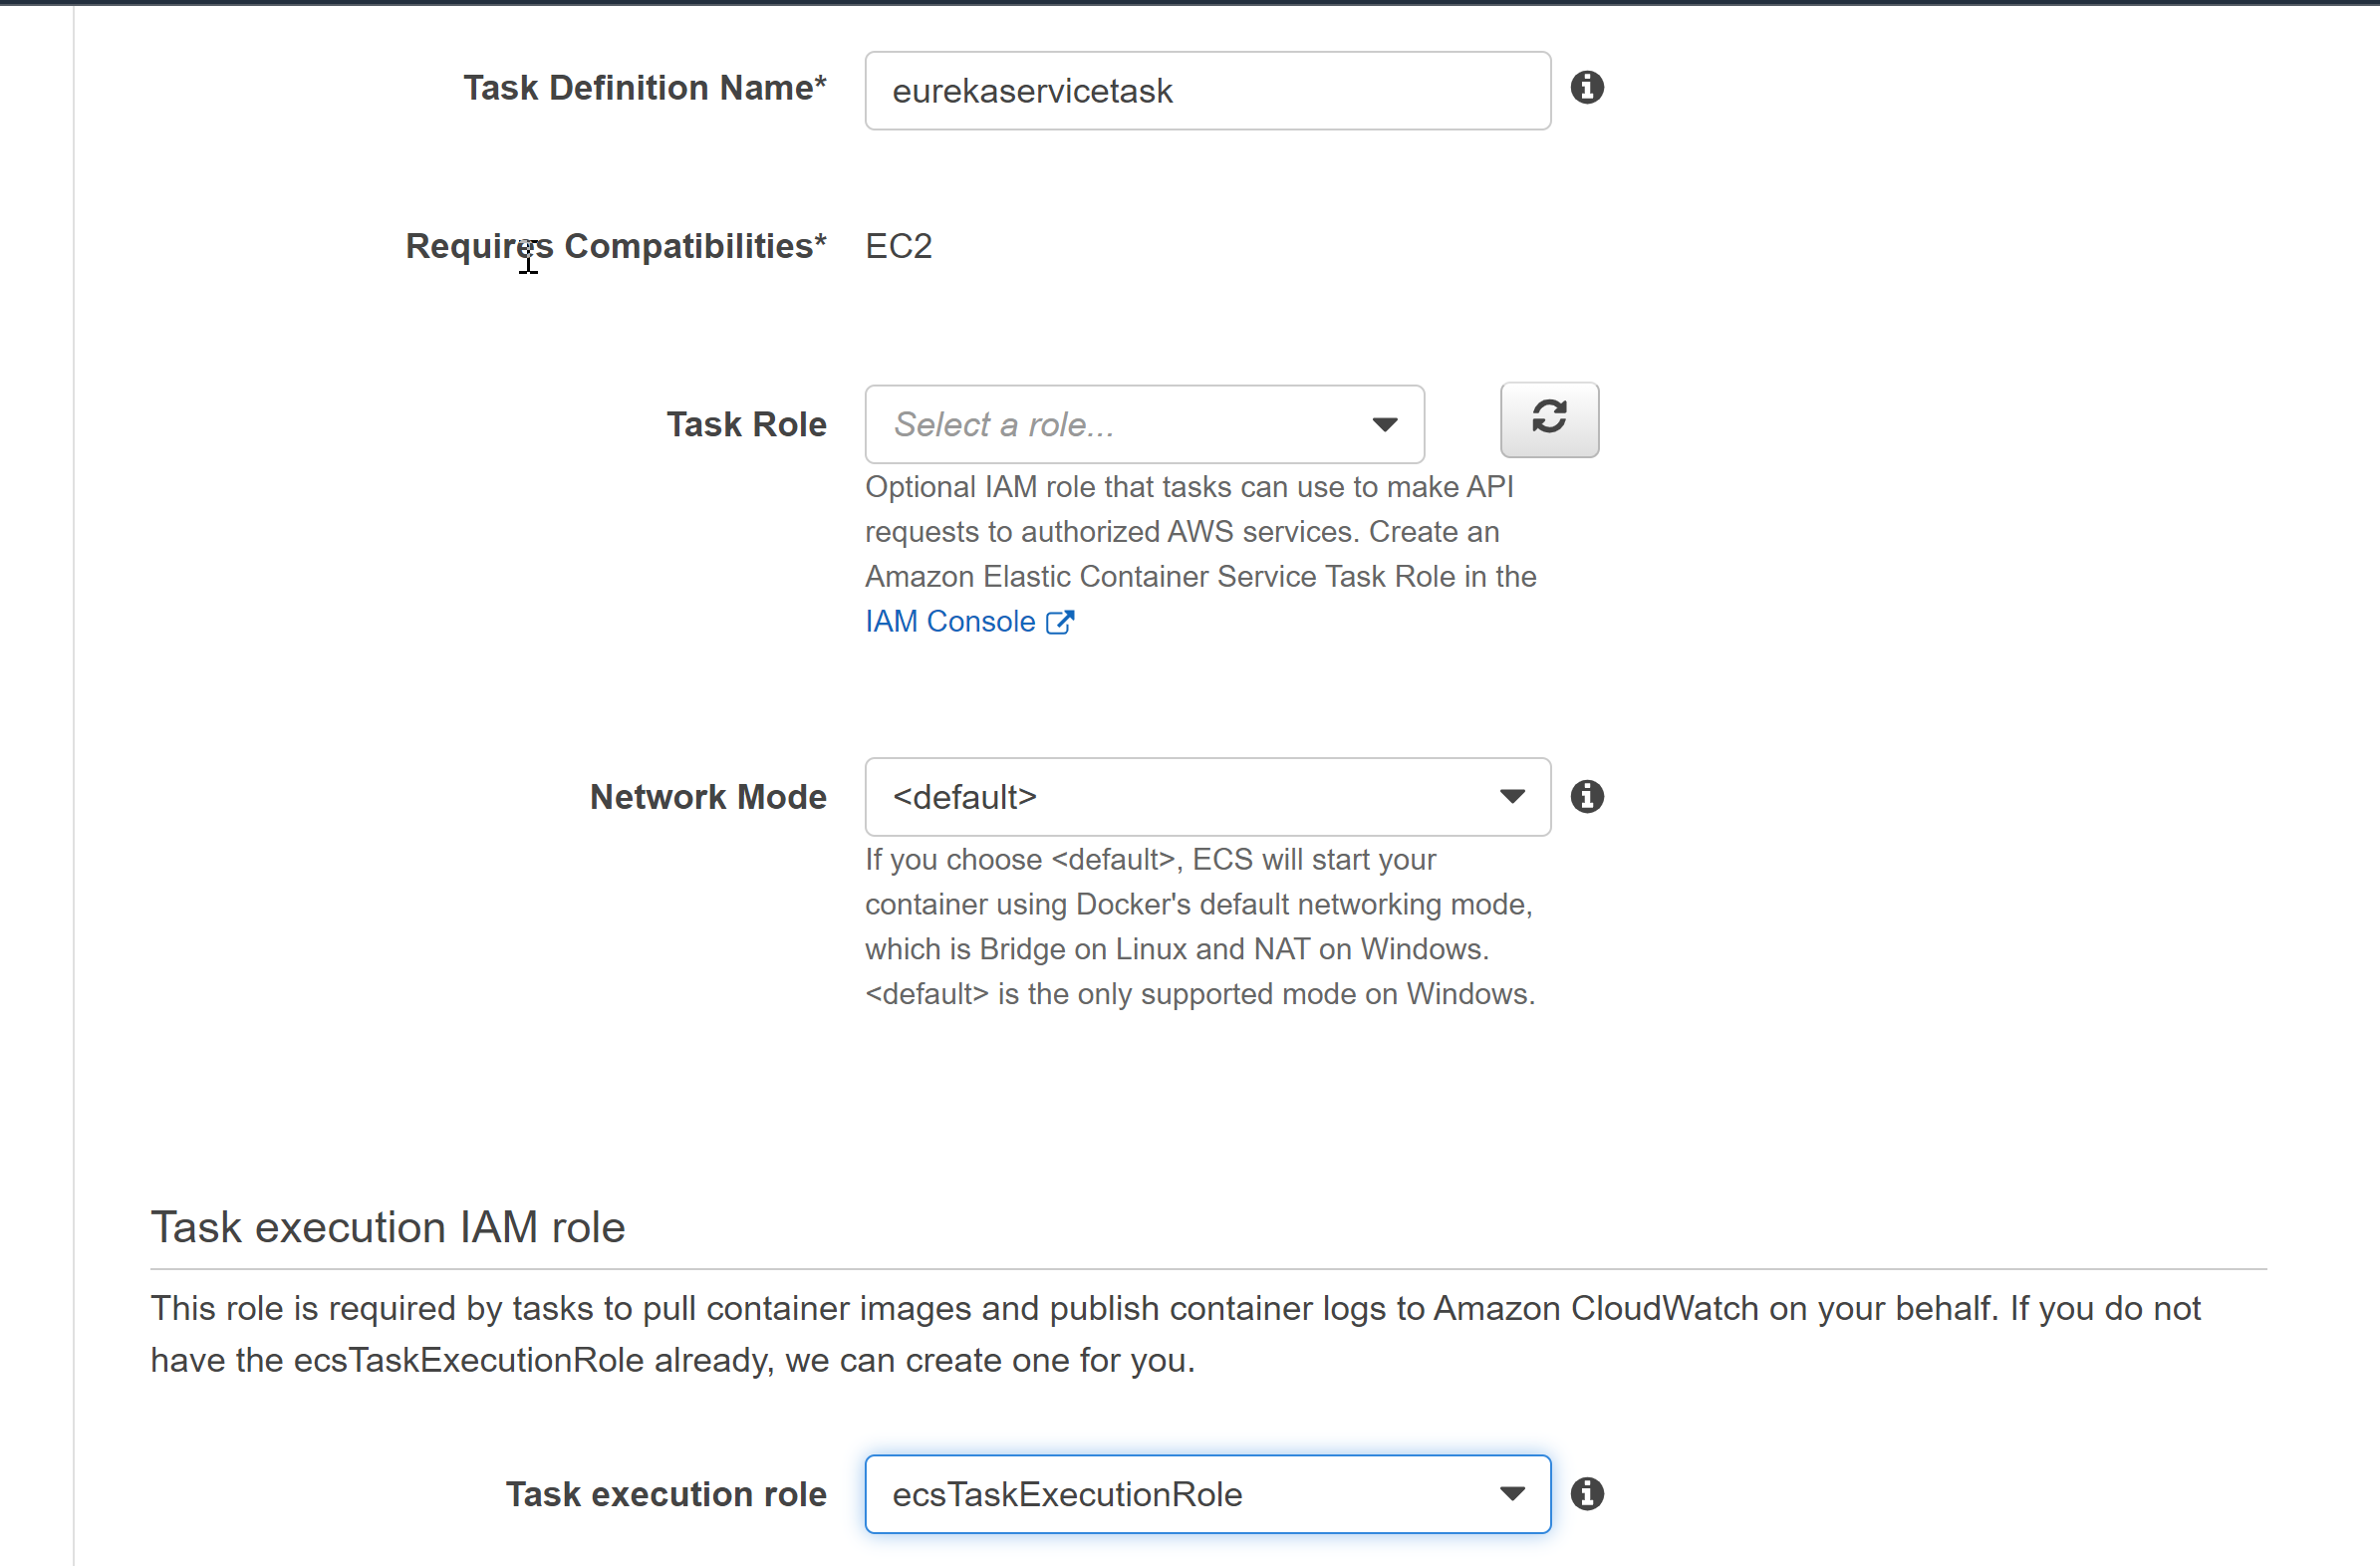 Task Definition Name* eurekaservicetask
Requires Compatibilities* EC2
Task Role Select a role...
Optional IAM role that tasks can use to make API
requests to authorized AWS services. Create an
Amazon Elastic Container Service Task Role in the
IAM Console
Network Mode <default>
If you choose <default>, ECS will start your
container using Docker's default networking mode,
which is Bridge on Linux and NAT on Windows.
<default> is the only supported mode on Windows.
Task execution IAM role
This role is required by tasks to pull container images and publish container logs to Amazon CloudWatch on your behalf. If you do not
have the ecsTaskExecutionRole already, we can create one for you.
Task execution role ecsTaskExecutionRole